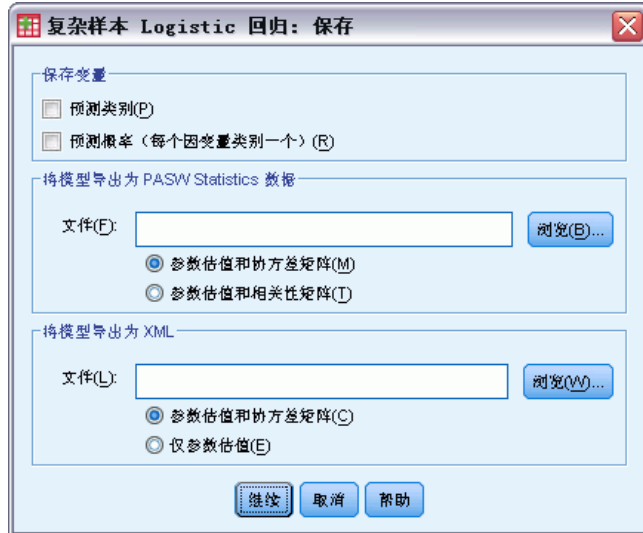 复杂样本 Logistic 回归: 保存
保存变量
预测类别(P)
预测概率（每个因变量类别一个）(R)
将模型导出为 PASW Statistics 数据
文件(F):
浏览(B)...
参数估值和协方差矩阵(M)
参数估值和相关性矩阵(T)
将模型导出为 XML
文件(L):
浏览(W)...
参数估值和协方差矩阵(C)
仅参数估值(E)
继续
取消
帮助